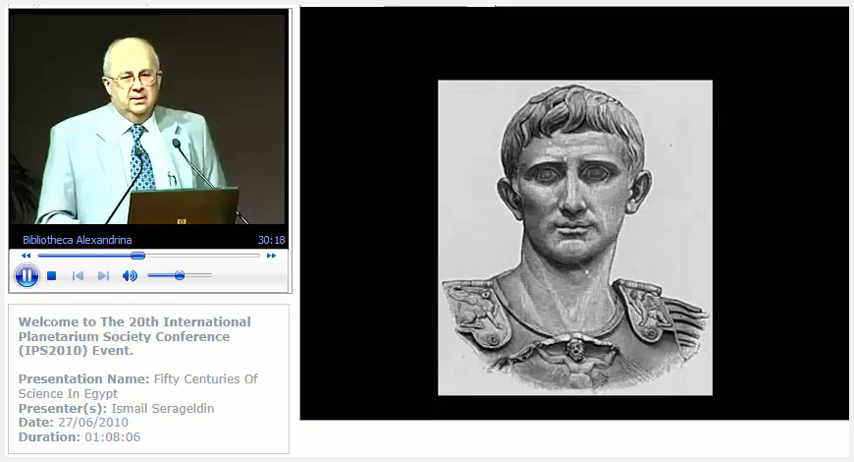 Bibliotheca Alexandrina 30:18
Welcome to The 20th International
Planetarium Society Conference
(IPS2010) Event.
Presentation Name: Fifty Centuries Of
Science In Egypt
Presenter(s): Ismail Serageldin
Date: 27/06/2010
Duration: 01:08:06